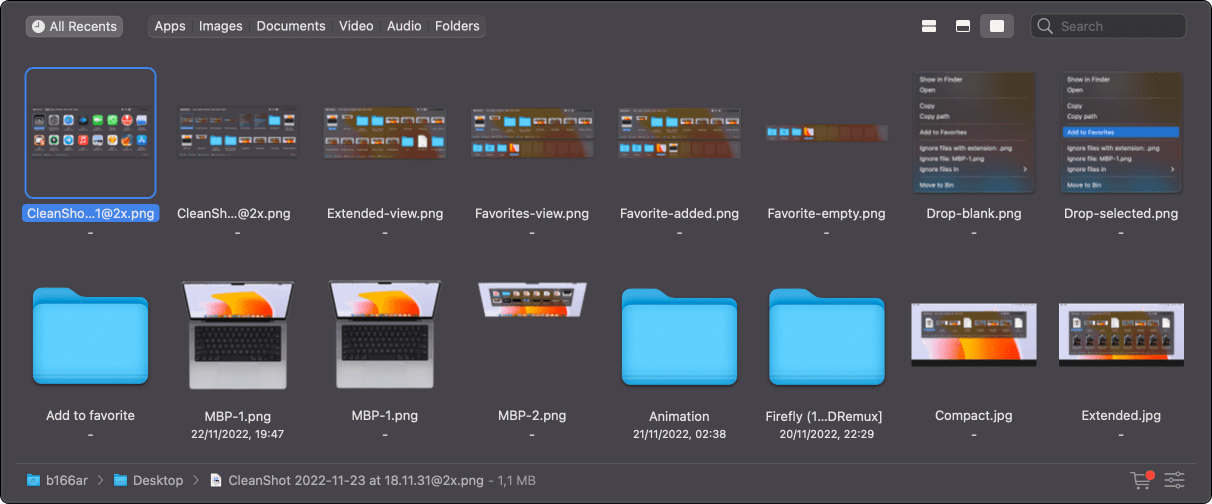 All Recents
Apps Images Documents Video Audio Folders
Search
Show in Finder
Open
Copy
Copy path
Add to Favorites
Ignore files with extension: .png
Ignore file: MBP-1.png
Ignore files in
Move to Bin
Show in Finder
Open
Copy
Copy path
Add to Favorites
Ignore files with extension: .png
Ignore file: MBP-1.png
Ignore files in
Move to Bin
CleanSho...1@2x.png CleanSh...@2x.png Extended-view.png Favorites-view.png Favorite-added.png Favorite-empty.png Drop-blank.png Drop-selected.png
- - - - - - - -
Add to favorite MBP-1.png MBP-1.png MBP-2.png Animation Firefly (1...DRemux] Compact.jpg Extended.jpg
- 22/11/2022, 19:47 - - 21/11/2022, 02:38 20/11/2022, 22:29 - -
b166ar > Desktop > CleanShot 2022-11-23 at 18.11.31@2x.png - 1,1 MB